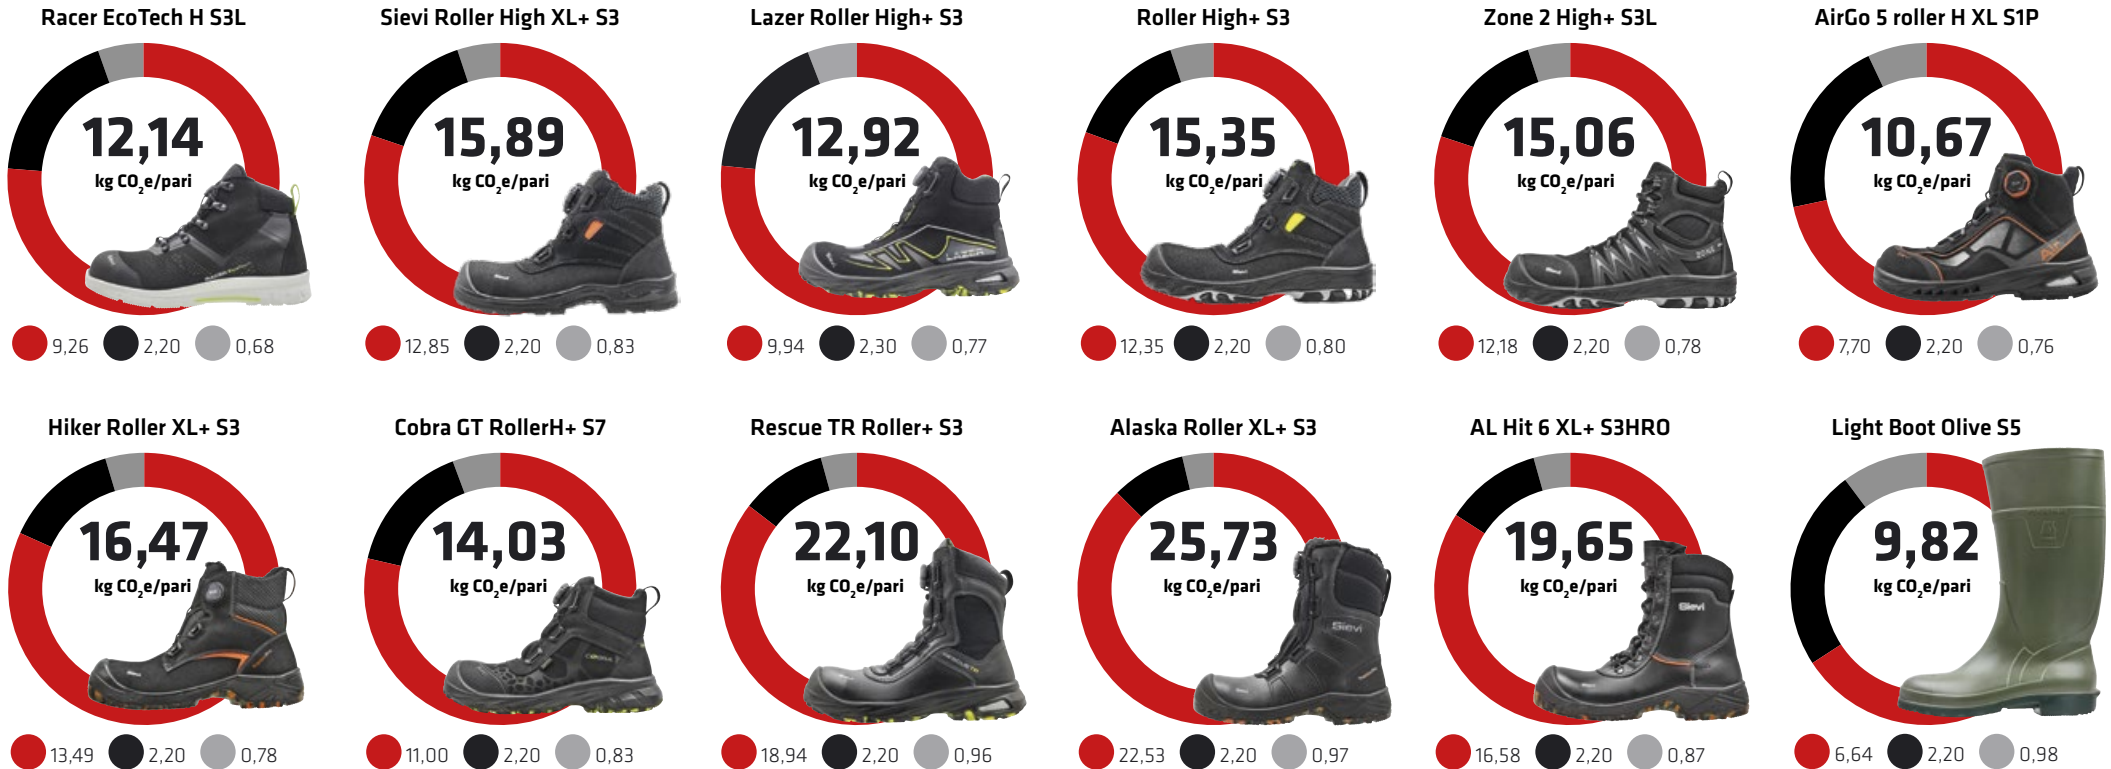 Racer EcoTech H S3L
12,14
kg CO2e/pari
9,26 2,20 0,68
Sievi Roller High XL+ S3
15,89
kg CO2e/pari
12,85 2,20 0,83
Lazer Roller High+ S3
12,92
kg CO2e/pari
LAZER
9,94 2,30 0,77
Roller High+ S3
15,35
kg CO2e/pari
12,35 2,20 0,80
Zone 2 High+ S3L
15,06
kg CO2e/pari
12,18 2,20 0,78
AirGo 5 roller H XL S1P
10,67
kg CO2e/pari
Air
7,70 2,20 0,76
Hiker Roller XL+ S3
16,47
kg CO2e/pari
13,49 2,20 0,78
Cobra GT RollerH+ S7
14,03
kg CO2e/pari
COBRA
11,00 2,20 0,83
Rescue TR Roller+ S3
22,10
kg CO2e/pari
18,94 2,20 0,96
Alaska Roller XL+ S3
25,73
kg CO2e/pari
Sievi
22,53 2,20 0,97
AL Hit 6 XL+ S3HRO
19,65
kg CO2e/pari
Sievi
16,58 2,20 0,87
Light Boot Olive S5
9,82
kg CO2e/pari
6,64 2,20 0,98